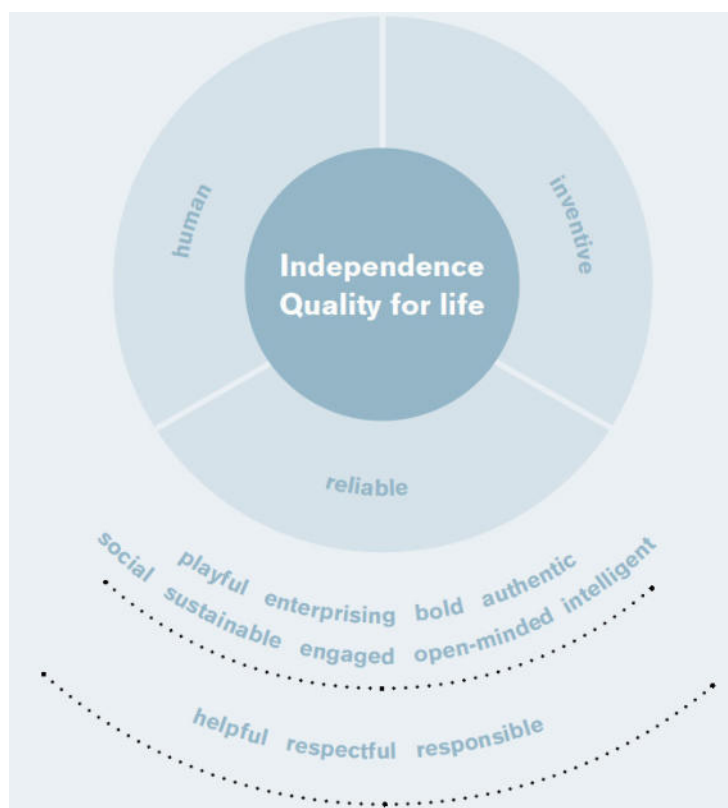 human
inventive
Independence
Quality for life
reliable
playful enterprising bold authentic
social sustainable engaged open-minded intelligent
helpful respectful responsible